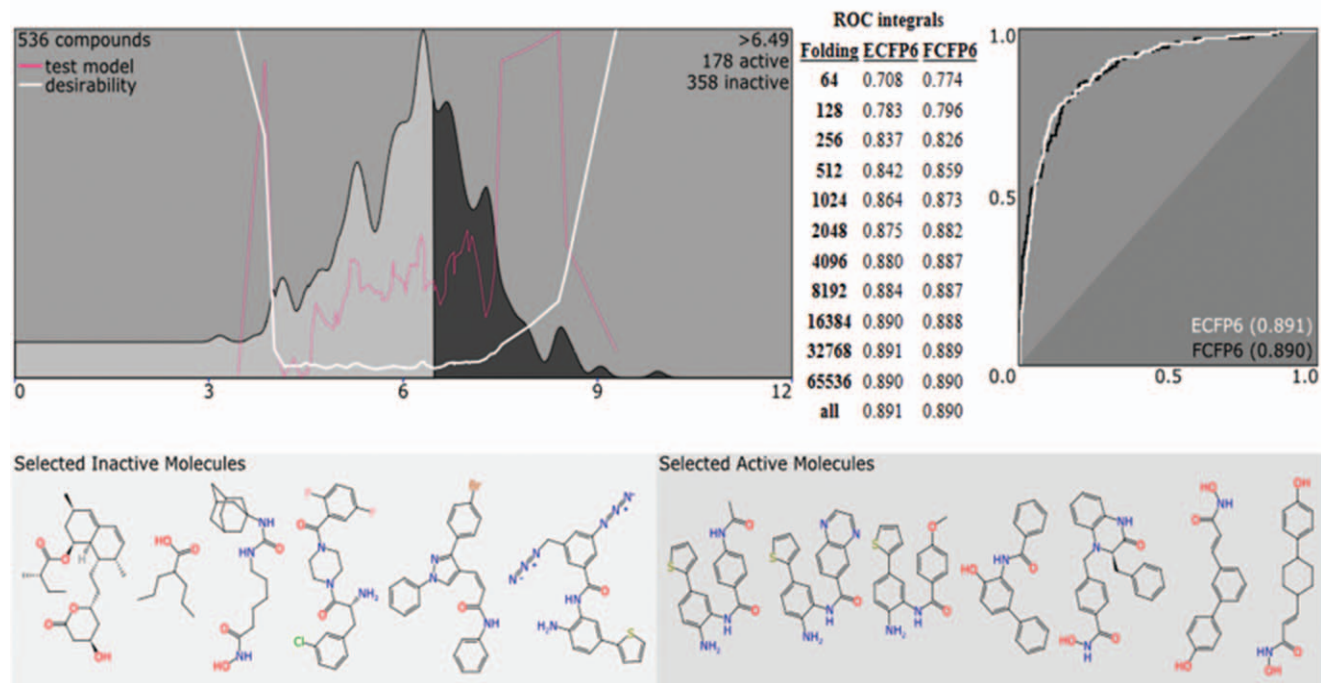 536 compounds
test model
desirability
>6.49
178 active
358 inactive
0 3 6 9 12
ROC integrals
Folding ECFP6 FCFP6
64 0.708 0.774
128 0.783 0.796
256 0.837 0.826
512 0.842 0.859
1024 0.864 0.873
2048 0.875 0.882
4096 0.880 0.887
8192 0.884 0.887
16384 0.890 0.888
32768 0.891 0.889
65536 0.890 0.890
all 0.891 0.890
1.0
0.5
ECFP6 (0.891)
FCFP6 (0.890)
0.0 0.5 1.0
Selected Inactive Molecules
Selected Active Molecules